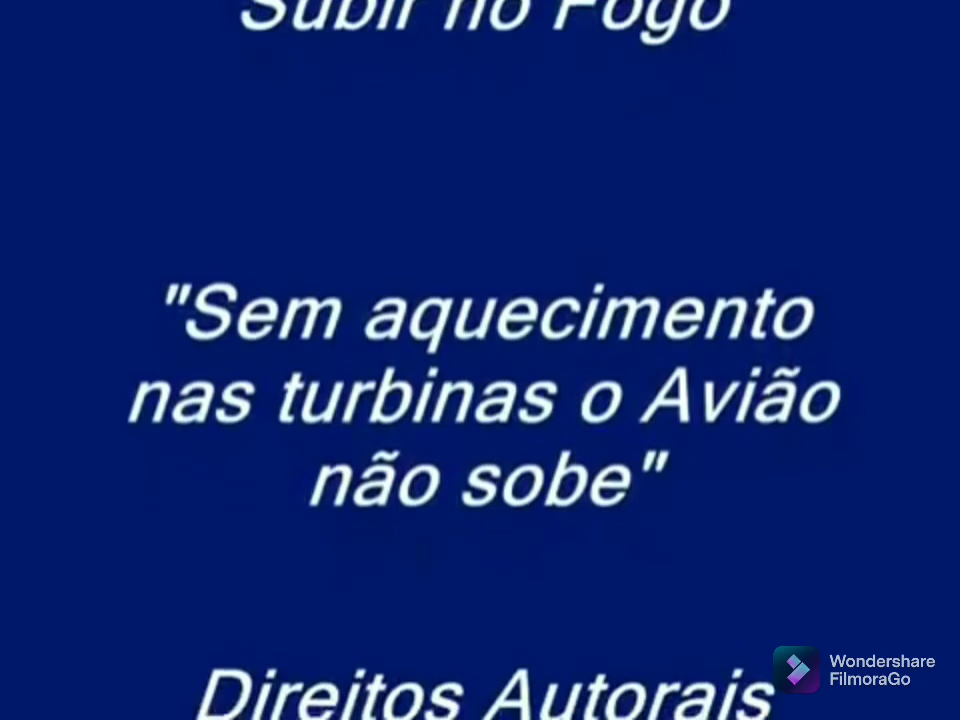 Subir no Fogo
"Sem aquecimento
nas turbinas o Avião
não sobe"
Direitos Autorais
Wondershare
FilmoraGo